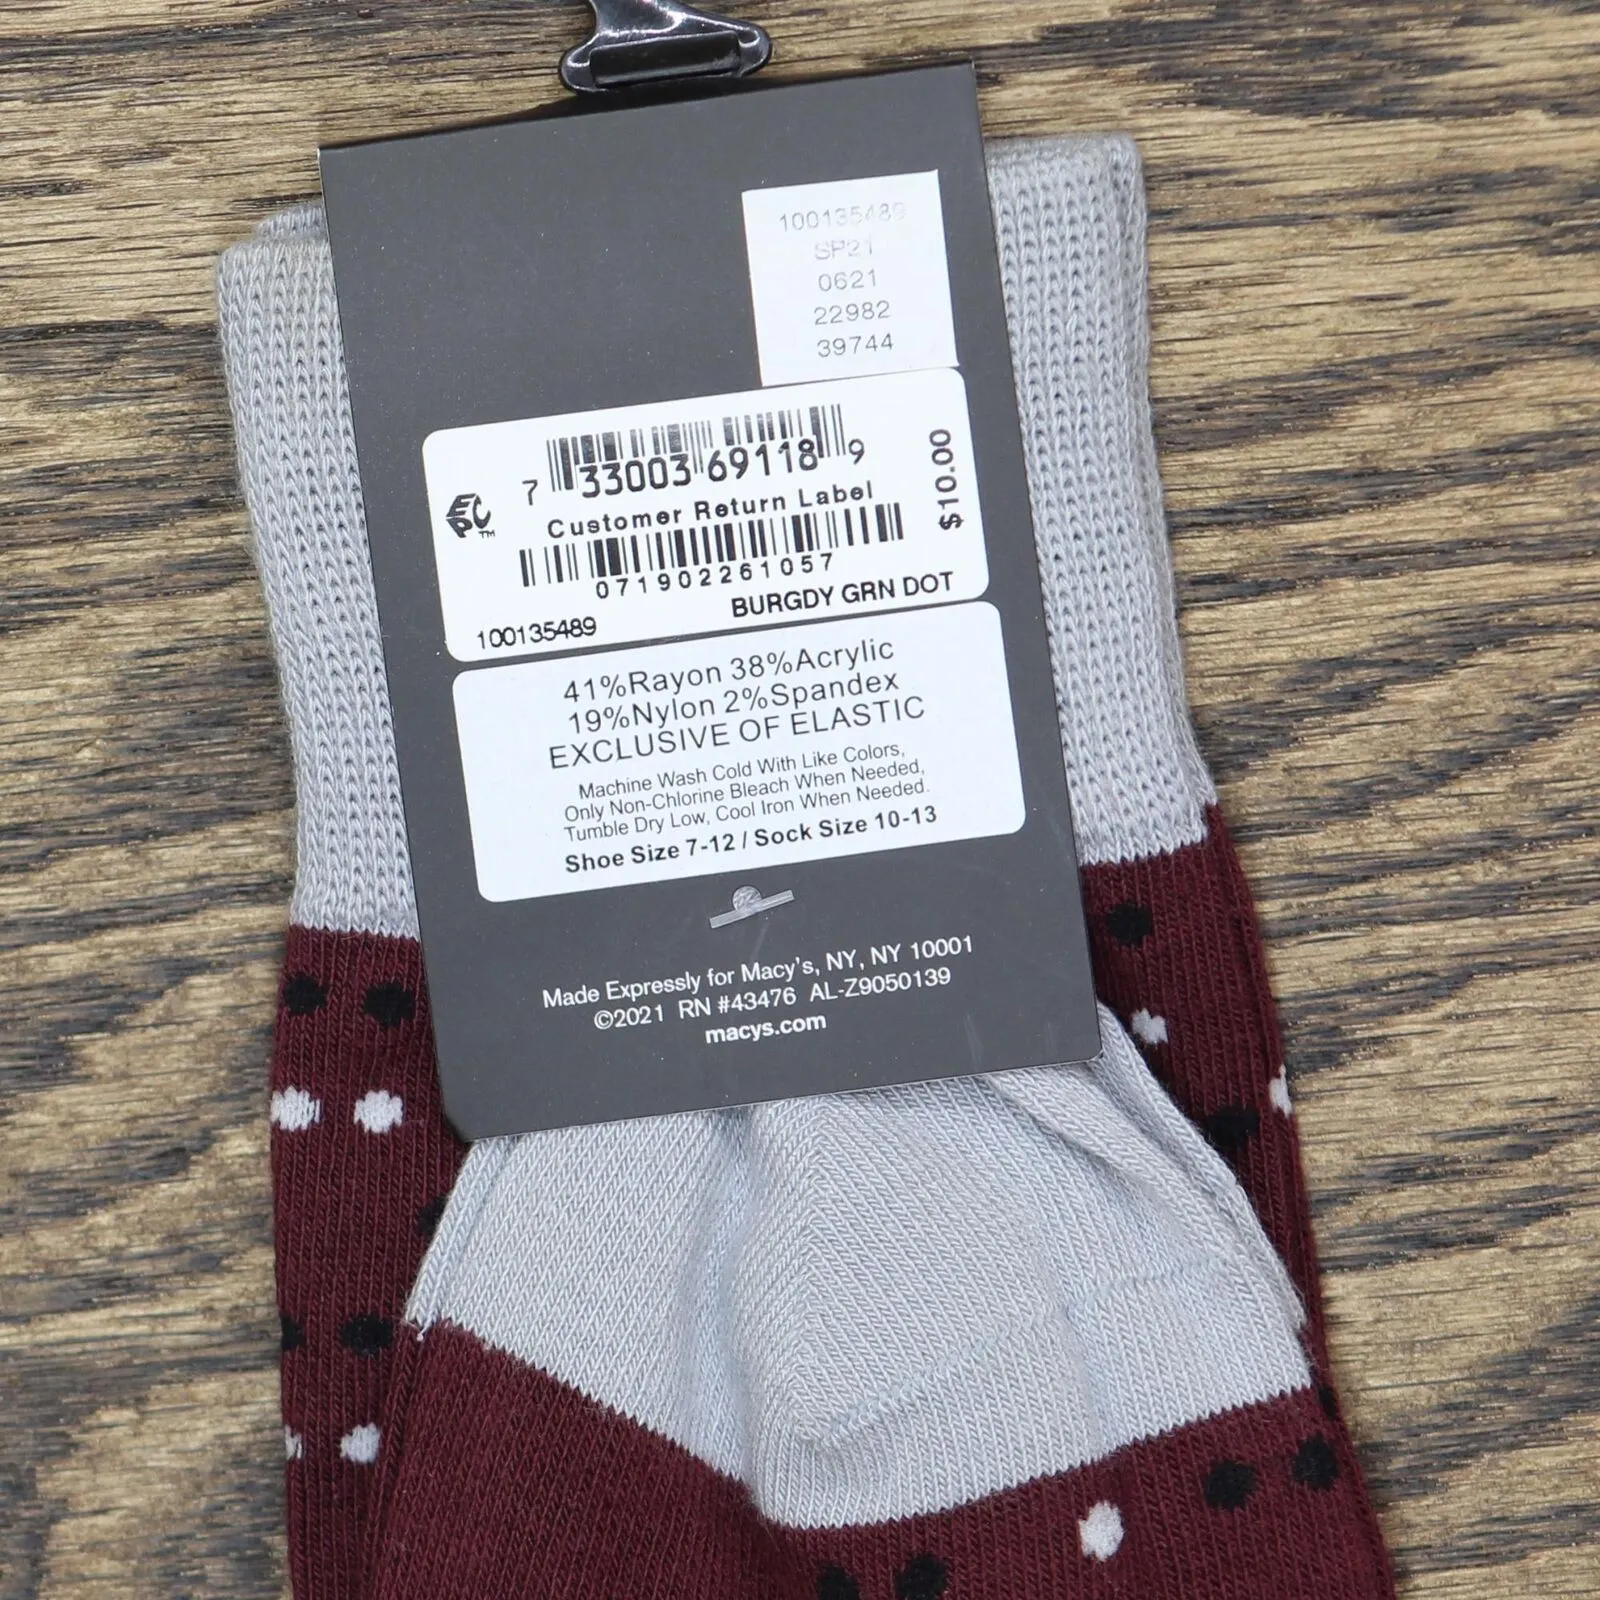 100135489
SP21
0621
22982
39744
7 33003 69118 9
$10.00
EPC™
Customer Return Label
071902261057
100135489
BURGDY GRN DOT
41%Rayon 38%Acrylic
19%Nylon 2%Spandex
EXCLUSIVE OF ELASTIC
Machine Wash Cold With Like Colors,
Only Non-Chlorine Bleach When Needed,
Tumble Dry Low, Cool Iron When Needed.
Shoe Size 7-12 / Sock Size 10-13
Made Expressly for Macy's, NY, NY 10001
©2021 RN #43476 AL-Z9050139
macys.com